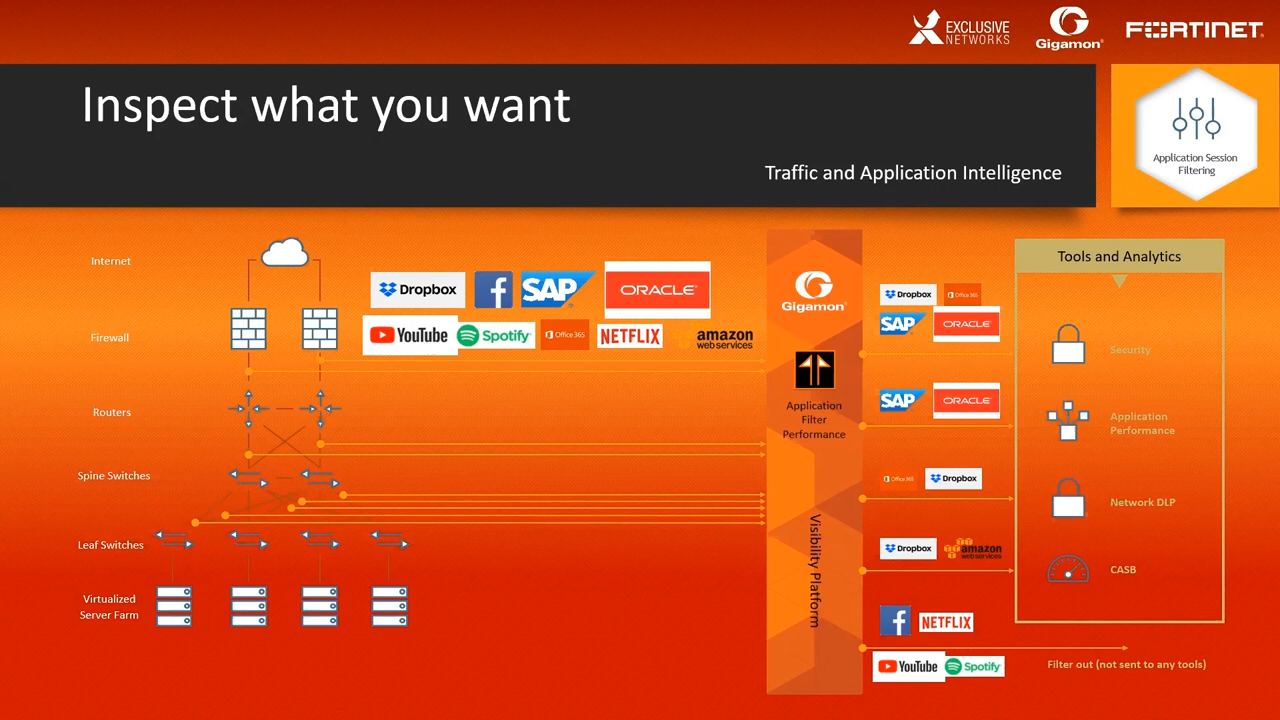 EXCLUSIVE
NETWORKS
Gigamon®
FORTINET®
Inspect what you want
Traffic and Application Intelligence
Application Session
Filtering
Internet
Firewall
Routers
Spine Switches
Leaf Switches
Virtualized
Server Farm
Dropbox
SAP
ORACLE®
YouTube
Spotify®
Office 365
NETFLIX
amazon
web services
Gigamon®
Application
Filter
Performance
Visibility Platform
Dropbox
Office 365
SAP
ORACLE®
SAP
ORACLE®
Office 365
Dropbox
Dropbox
amazon
web services
NETFLIX
YouTube
Spotify®
Tools and Analytics
Security
Application
Performance
Network DLP
CASB
Filter out (not sent to any tools)